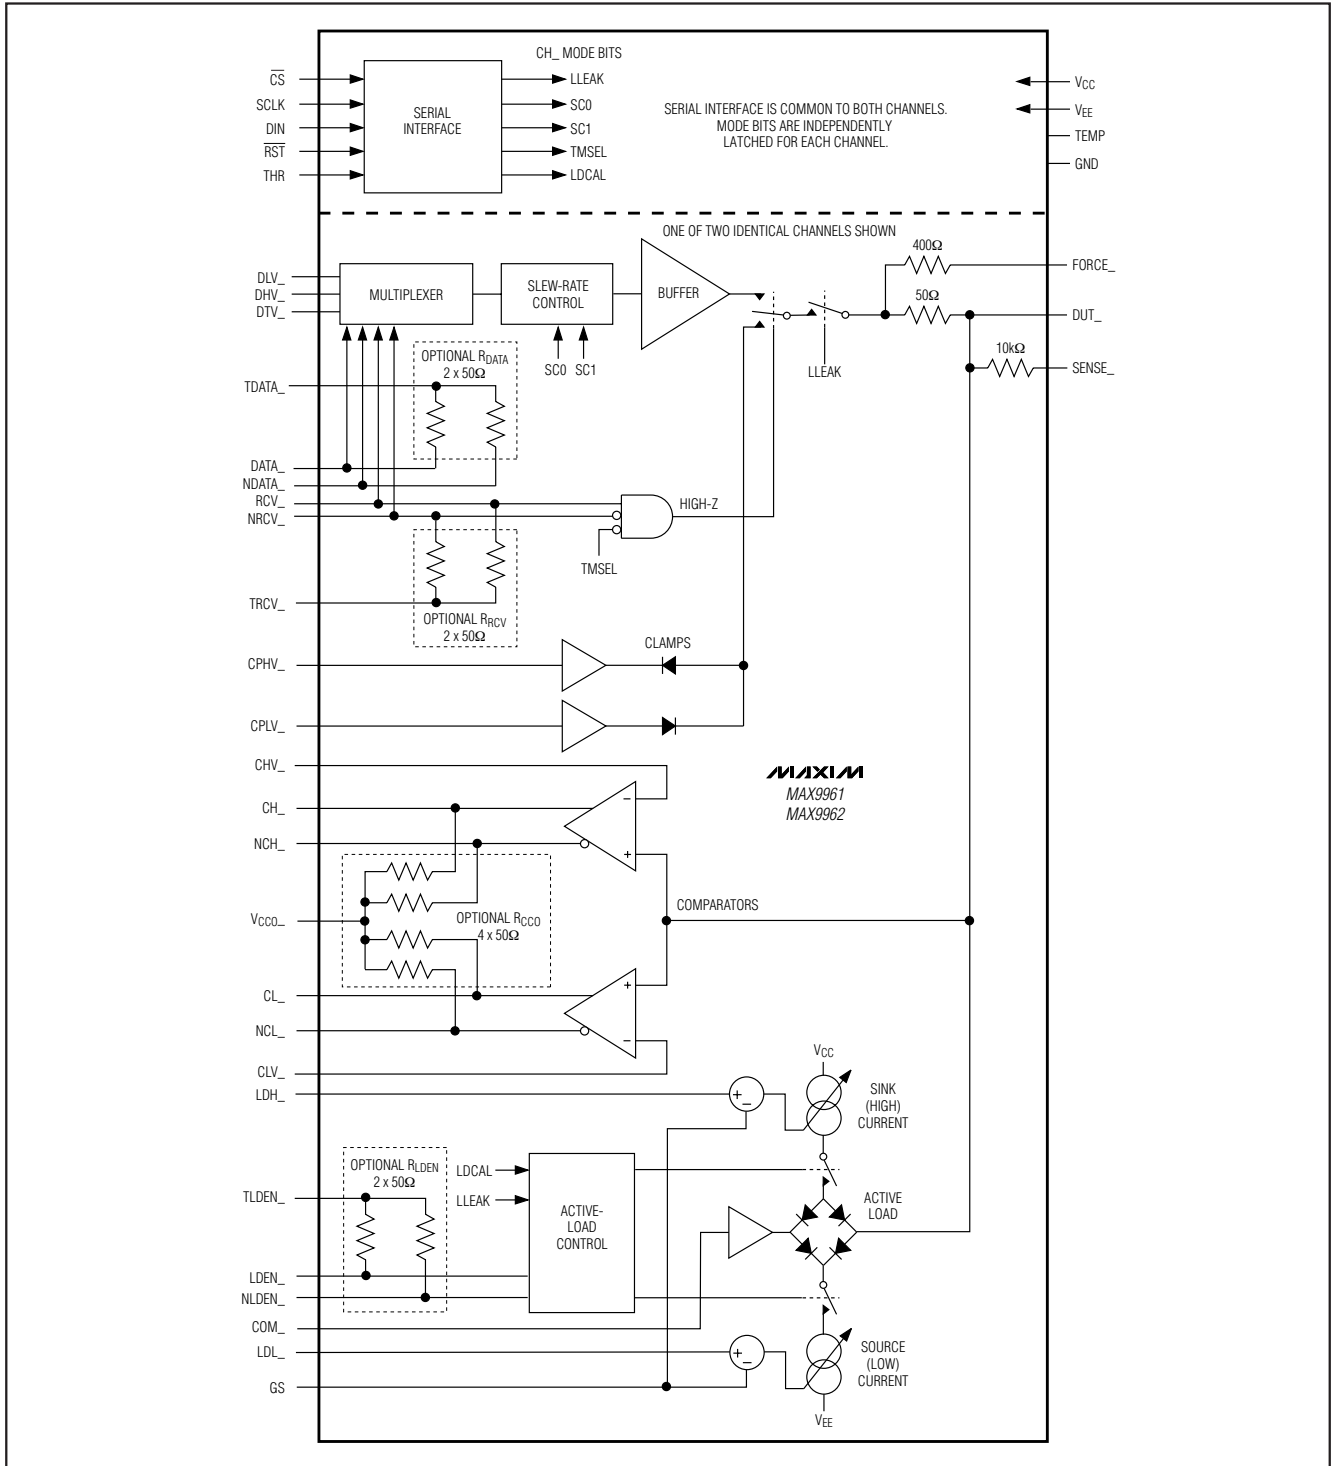 CH_ MODE BITS
CS
SCLK
DIN
RST
THR
SERIAL
INTERFACE
LLEAK
SC0
SC1
TMSEL
LDCAL
SERIAL INTERFACE IS COMMON TO BOTH CHANNELS.
MODE BITS ARE INDEPENDENTLY
LATCHED FOR EACH CHANNEL.
VCC
VEE
TEMP
GND
ONE OF TWO IDENTICAL CHANNELS SHOWN
DLV_
DHV_
DTV_
MULTIPLEXER
SLEW-RATE
CONTROL
BUFFER
SC0 SC1
LLEAK
400Ω
FORCE_
50Ω
DUT_
10kΩ
SENSE_
OPTIONAL RDATA
2 x 50Ω
TDATA_
DATA_
NDATA_
RCV_
NRCV_
HIGH-Z
TMSEL
TRCV_
OPTIONAL RRCV
2 x 50Ω
CPHV_
CLAMPS
CPLV_
CHV_
CH_
NCH_
−
+
MAXIM
MAX9961
MAX9962
VCCO_
OPTIONAL RCCO
4 x 50Ω
COMPARATORS
CL_
NCL_
CLV_
+
−
LDH_
+
−
VCC
SINK
(HIGH)
CURRENT
OPTIONAL RLDEN
2 x 50Ω
TLDEN_
LDEN_
NLDEN_
LDCAL
LLEAK
ACTIVE-
LOAD
CONTROL
ACTIVE
LOAD
COM_
LDL_
GS
+
−
SOURCE
(LOW)
CURRENT
VEE